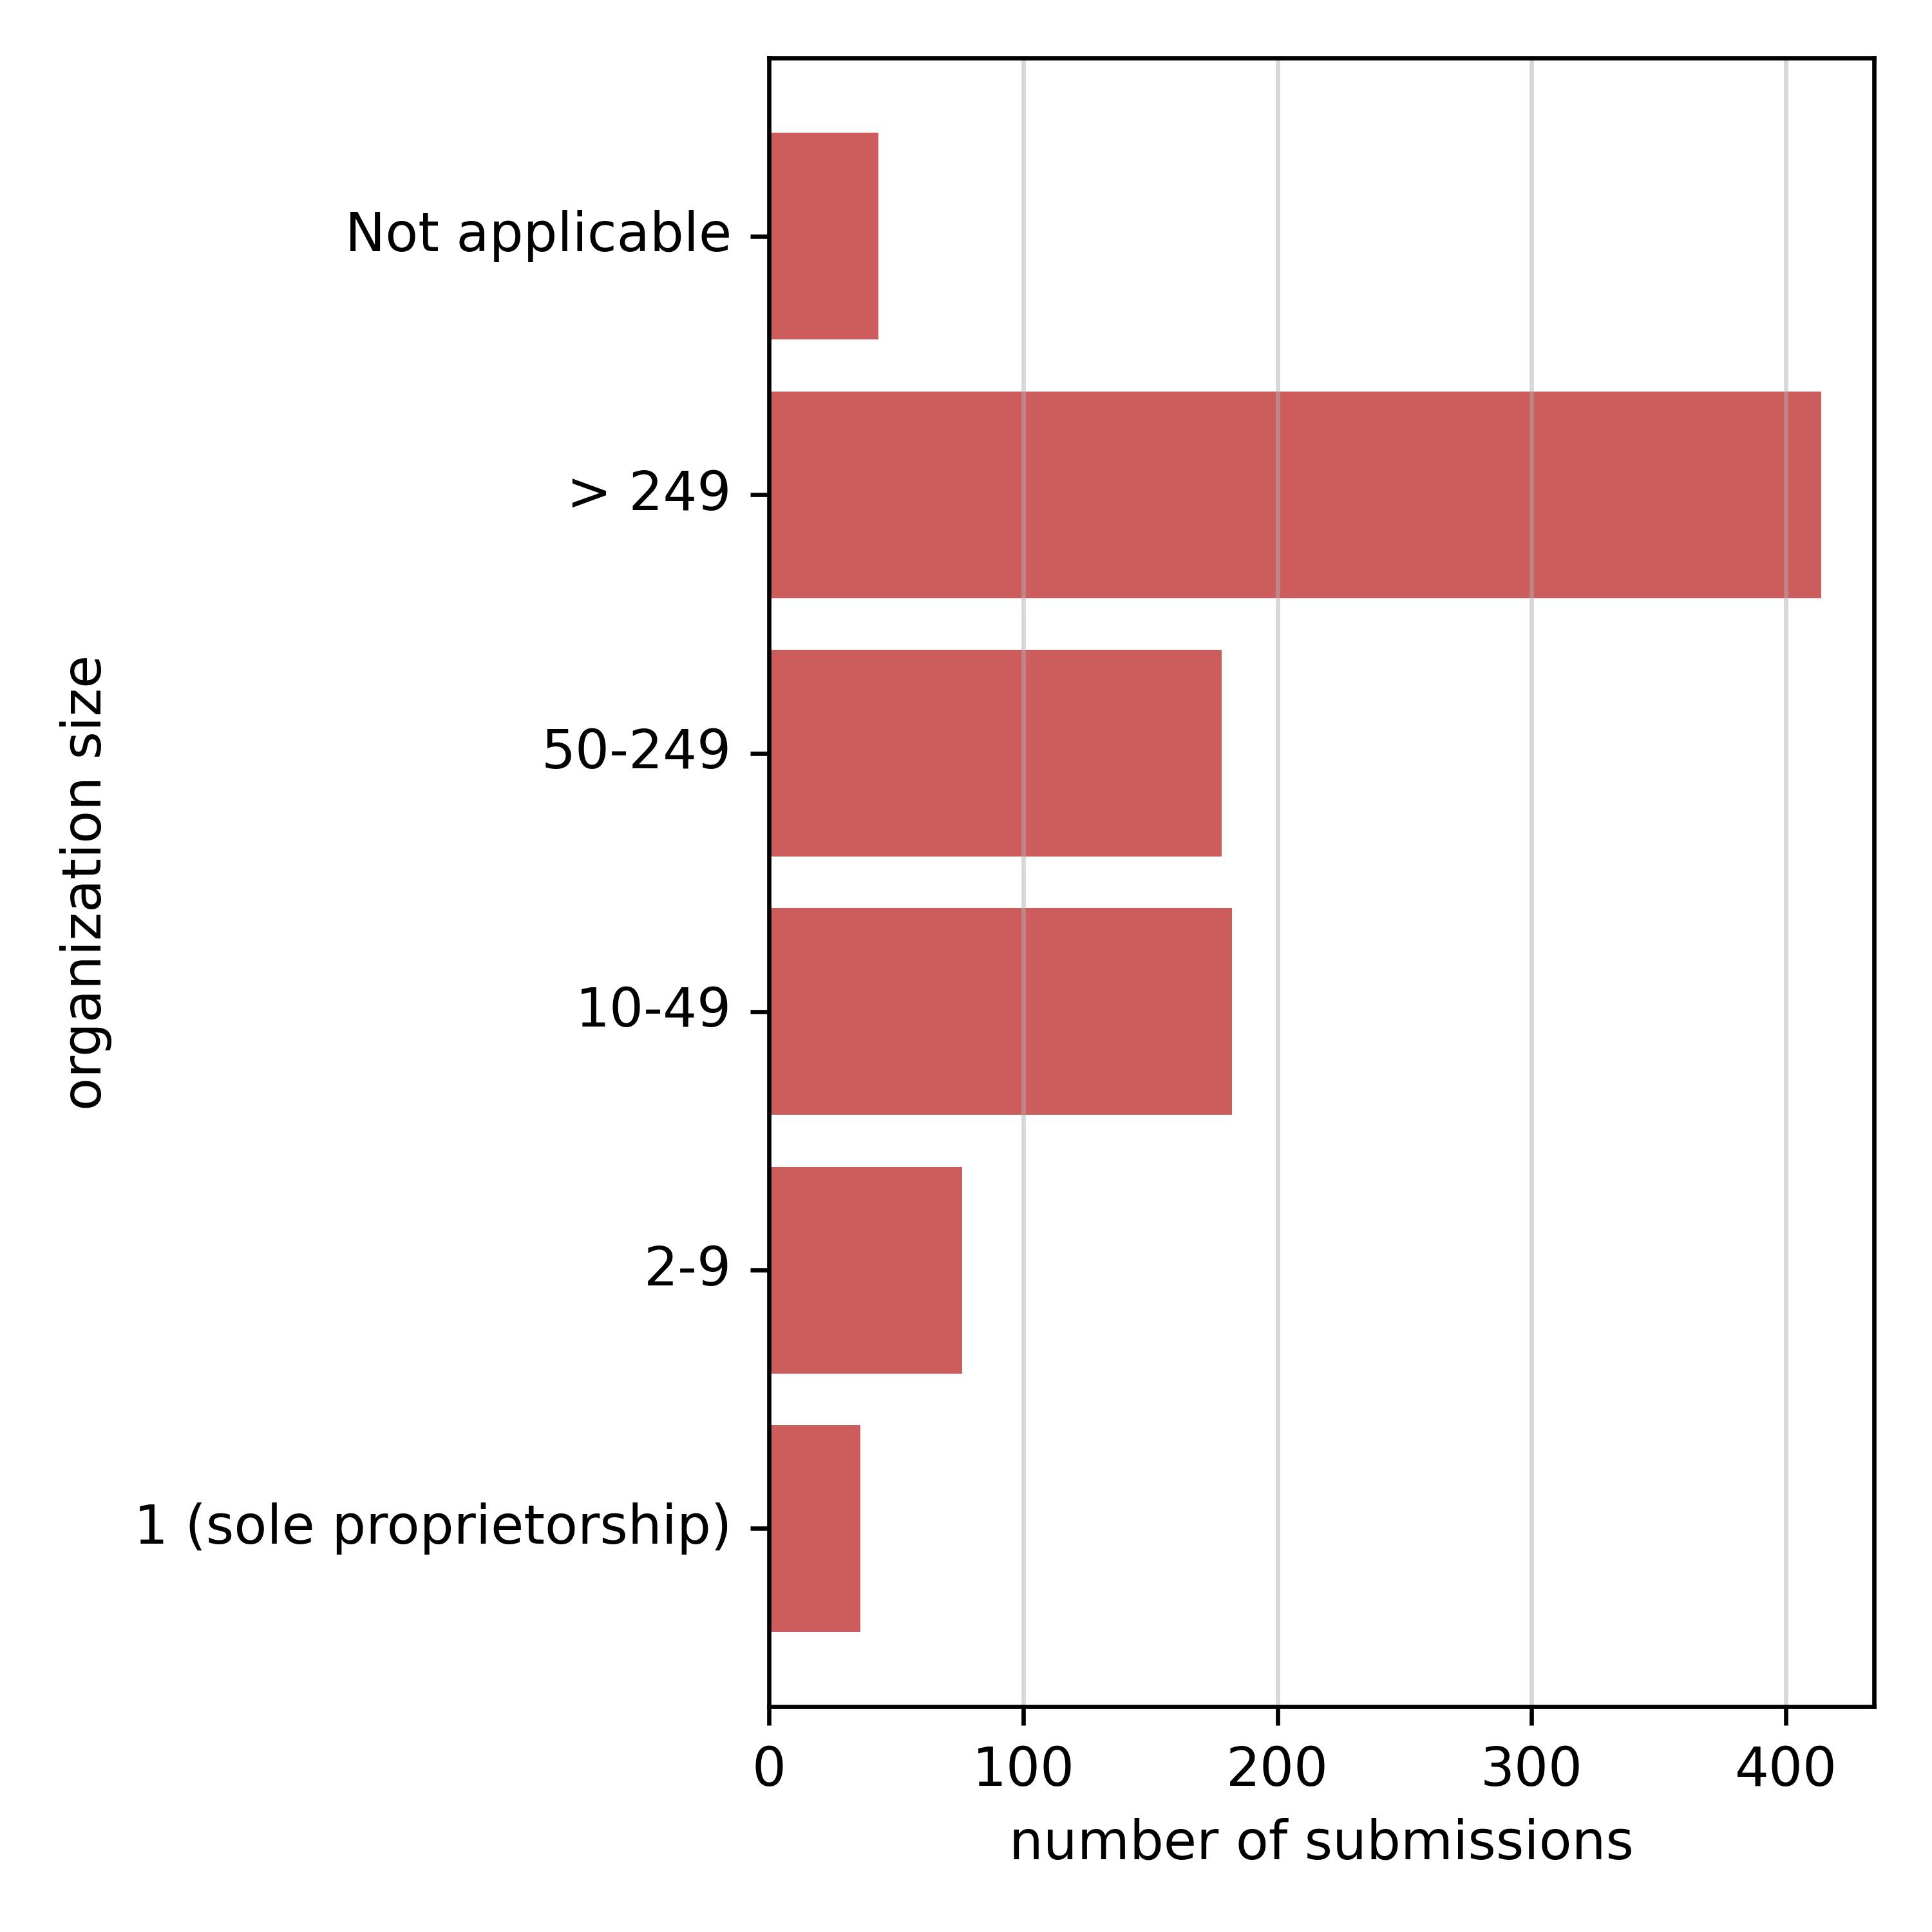 organization size
Not applicable
> 249
50-249
10-49
2-9
1 (sole proprietorship)
0 100 200 300 400
number of submissions